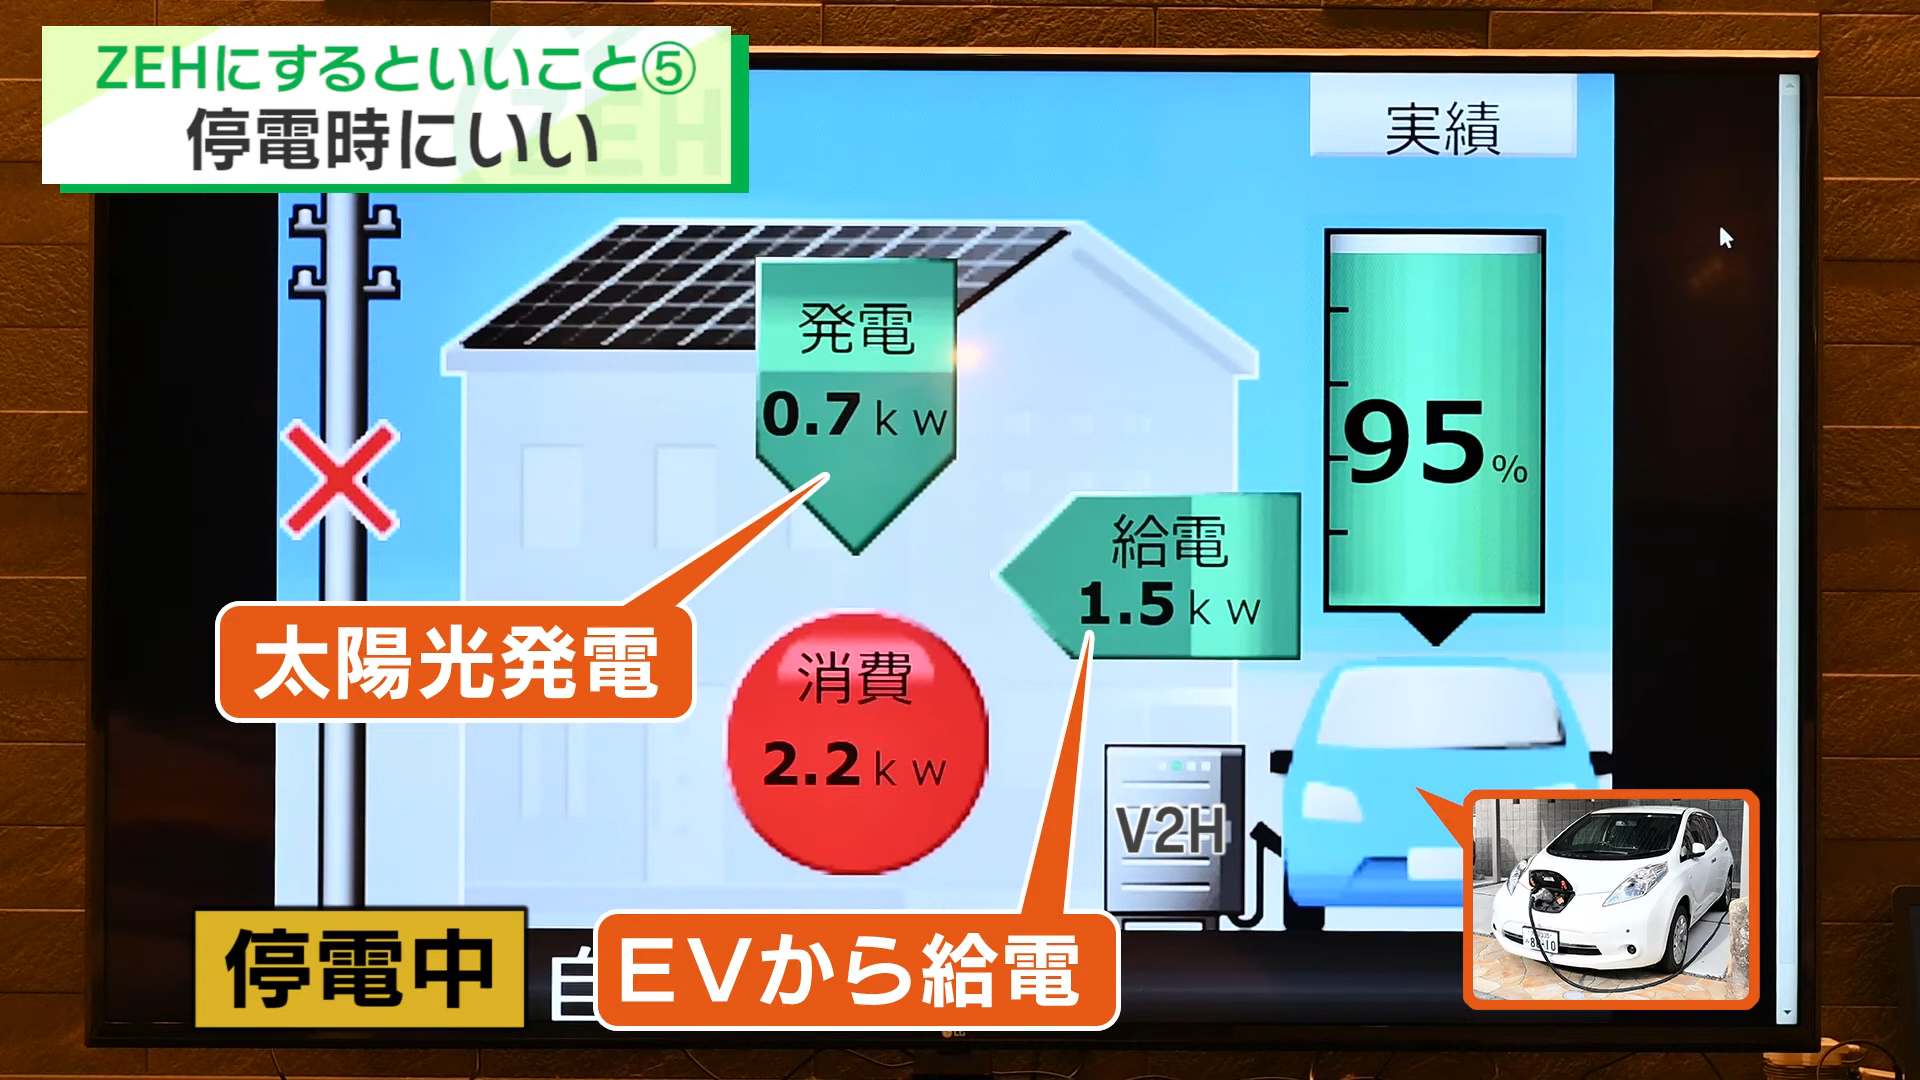 ZEHにするといいこと⑤
停電時にいい
実績
発電
0.7kw
95%
給電
1.5kw
太陽光発電
消費
2.2kw
V2H
停電中
EVから給電